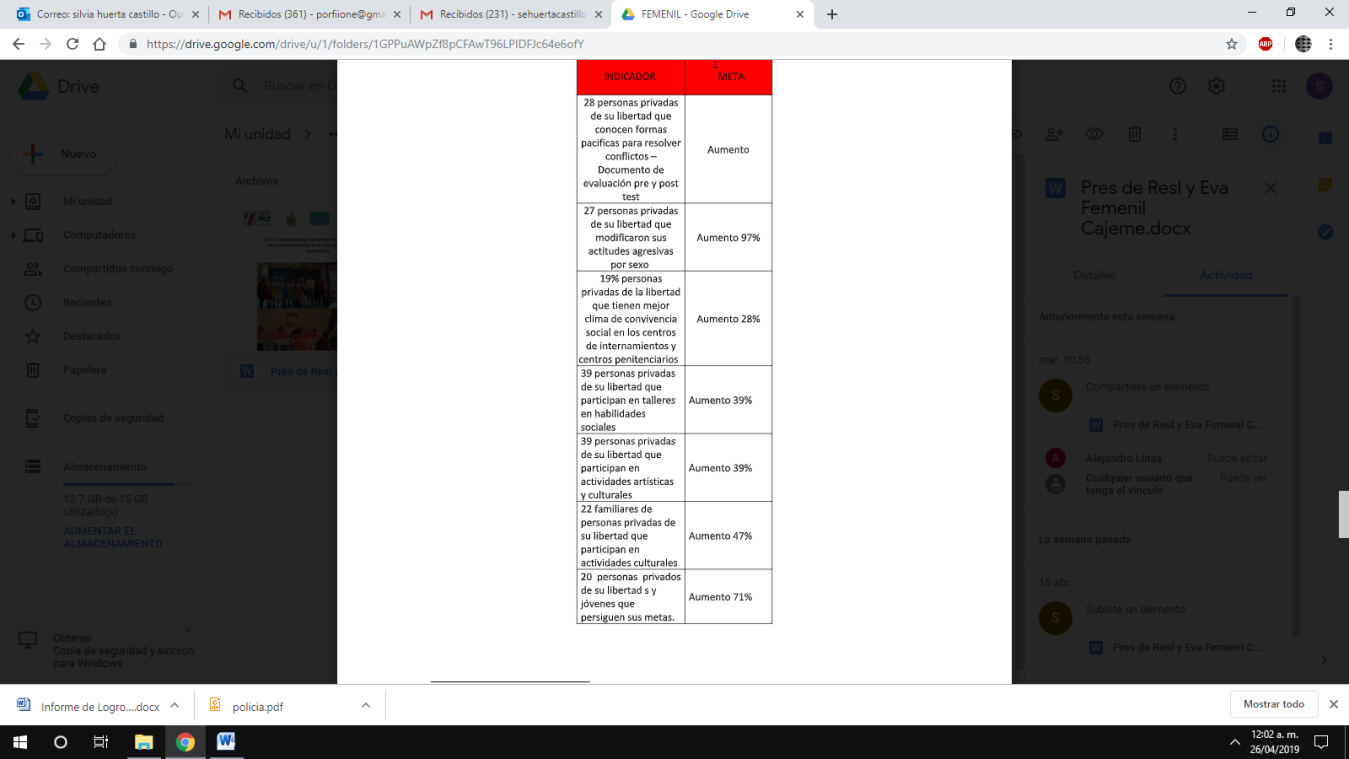 Correo: silvia huerta castillo - Ou
Recibidos (361) - porfiione@gma
Recibidos (231) - sehuertacastillo
FEMENIL - Google Drive
https://drive.google.com/drive/u/1/folders/1GPPuAWpZf8pCFAwT96LPIDFJc64e6ofY
ABP
Drive
Buscar en D
S
Nuevo
Mi unidad
Computadoras
Compartidos conmigo
Recientes
Destacados
Papelera
Copias de seguridad
Almacenamiento
12.7 GB de 15 GB
utilizado(s)
AUMENTAR EL
ALMACENAMIENTO
Obtener
Copia de seguridad y sincron
para Windows
Mi unidad
Archivos
Pres de Resl y
INDICADOR
META
28 personas privadas
de su libertad que
conocen formas
pacificas para resolver
conflictos –
Documento de
evaluación pre y post
test
Aumento
27 personas privadas
de su libertad que
modificaron sus
actitudes agresivas
por sexo
Aumento 97%
19% personas
privadas de la libertad
que tienen mejor
clima de convivencia
social en los centros
de internamientos y
centros penitenciarios
Aumento 28%
39 personas privadas
de su libertad que
participan en talleres
en habilidades
sociales
Aumento 39%
39 personas privadas
de su libertad que
participan en
actividades artísticas
y culturales
Aumento 39%
22 familiares de
personas privadas de
su libertad que
participan en
actividades culturales
Aumento 47%
20 personas privados
de su libertad s y
jóvenes que
persiguen sus metas.
Aumento 71%
Pres de Resl y Eva
Femenil
Cajeme.docx
Detalles
Actividad
Anteriormente esta semana
mar. 10:55
S
Compartiste un elemento
Pres de Resl y Eva Femenil C...
A
Alejandro Linas
Puede editar
Cualquier usuario que
tenga el vínculo
Puede ver
La semana pasada
15 abr.
S
Subiste un elemento
Pres de Resl y Eva Femenil C...
Informe de Logro....docx
policia.pdf
Mostrar todo
12:02 a. m.
26/04/2019